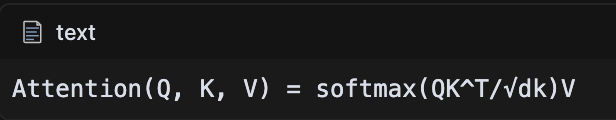 text
Attention(Q, K, V) = softmax(QK^T/√dk)V